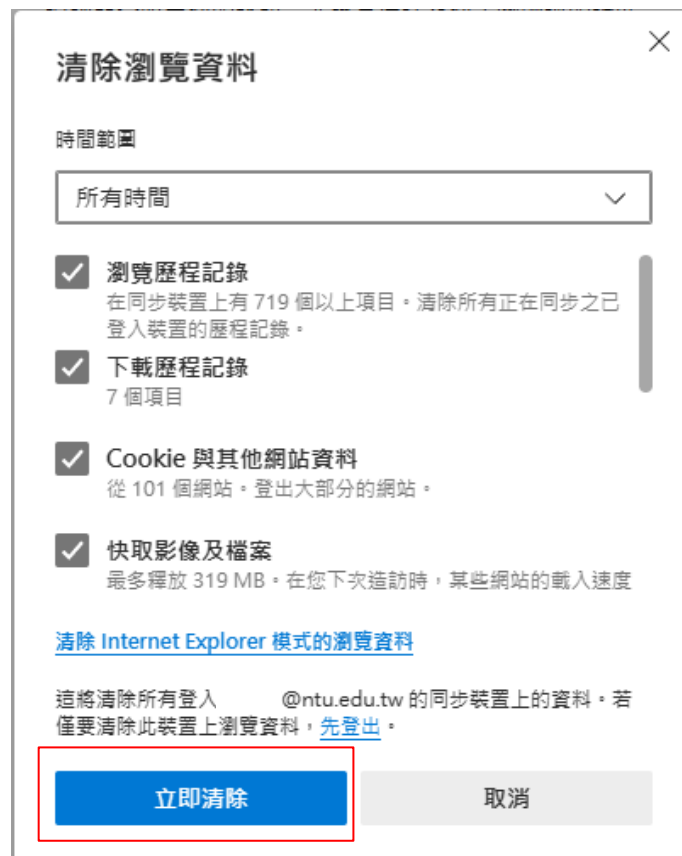 清除瀏覽資料
時間範圍
所有時間
瀏覽歷程記錄
在同步裝置上有 719 個以上項目。清除所有正在同步之已
登入裝置的歷程記錄。
下載歷程記錄
7 個項目
Cookie 與其他網站資料
從 101 個網站。登出大部分的網站。
快取影像及檔案
最多釋放 319 MB。在您下次造訪時，某些網站的載入速度
清除 Internet Explorer 模式的瀏覽資料
這將清除所有登入 @ntu.edu.tw 的同步裝置上的資料。若
僅要清除此裝置上瀏覽資料，先登出。
立即清除 取消